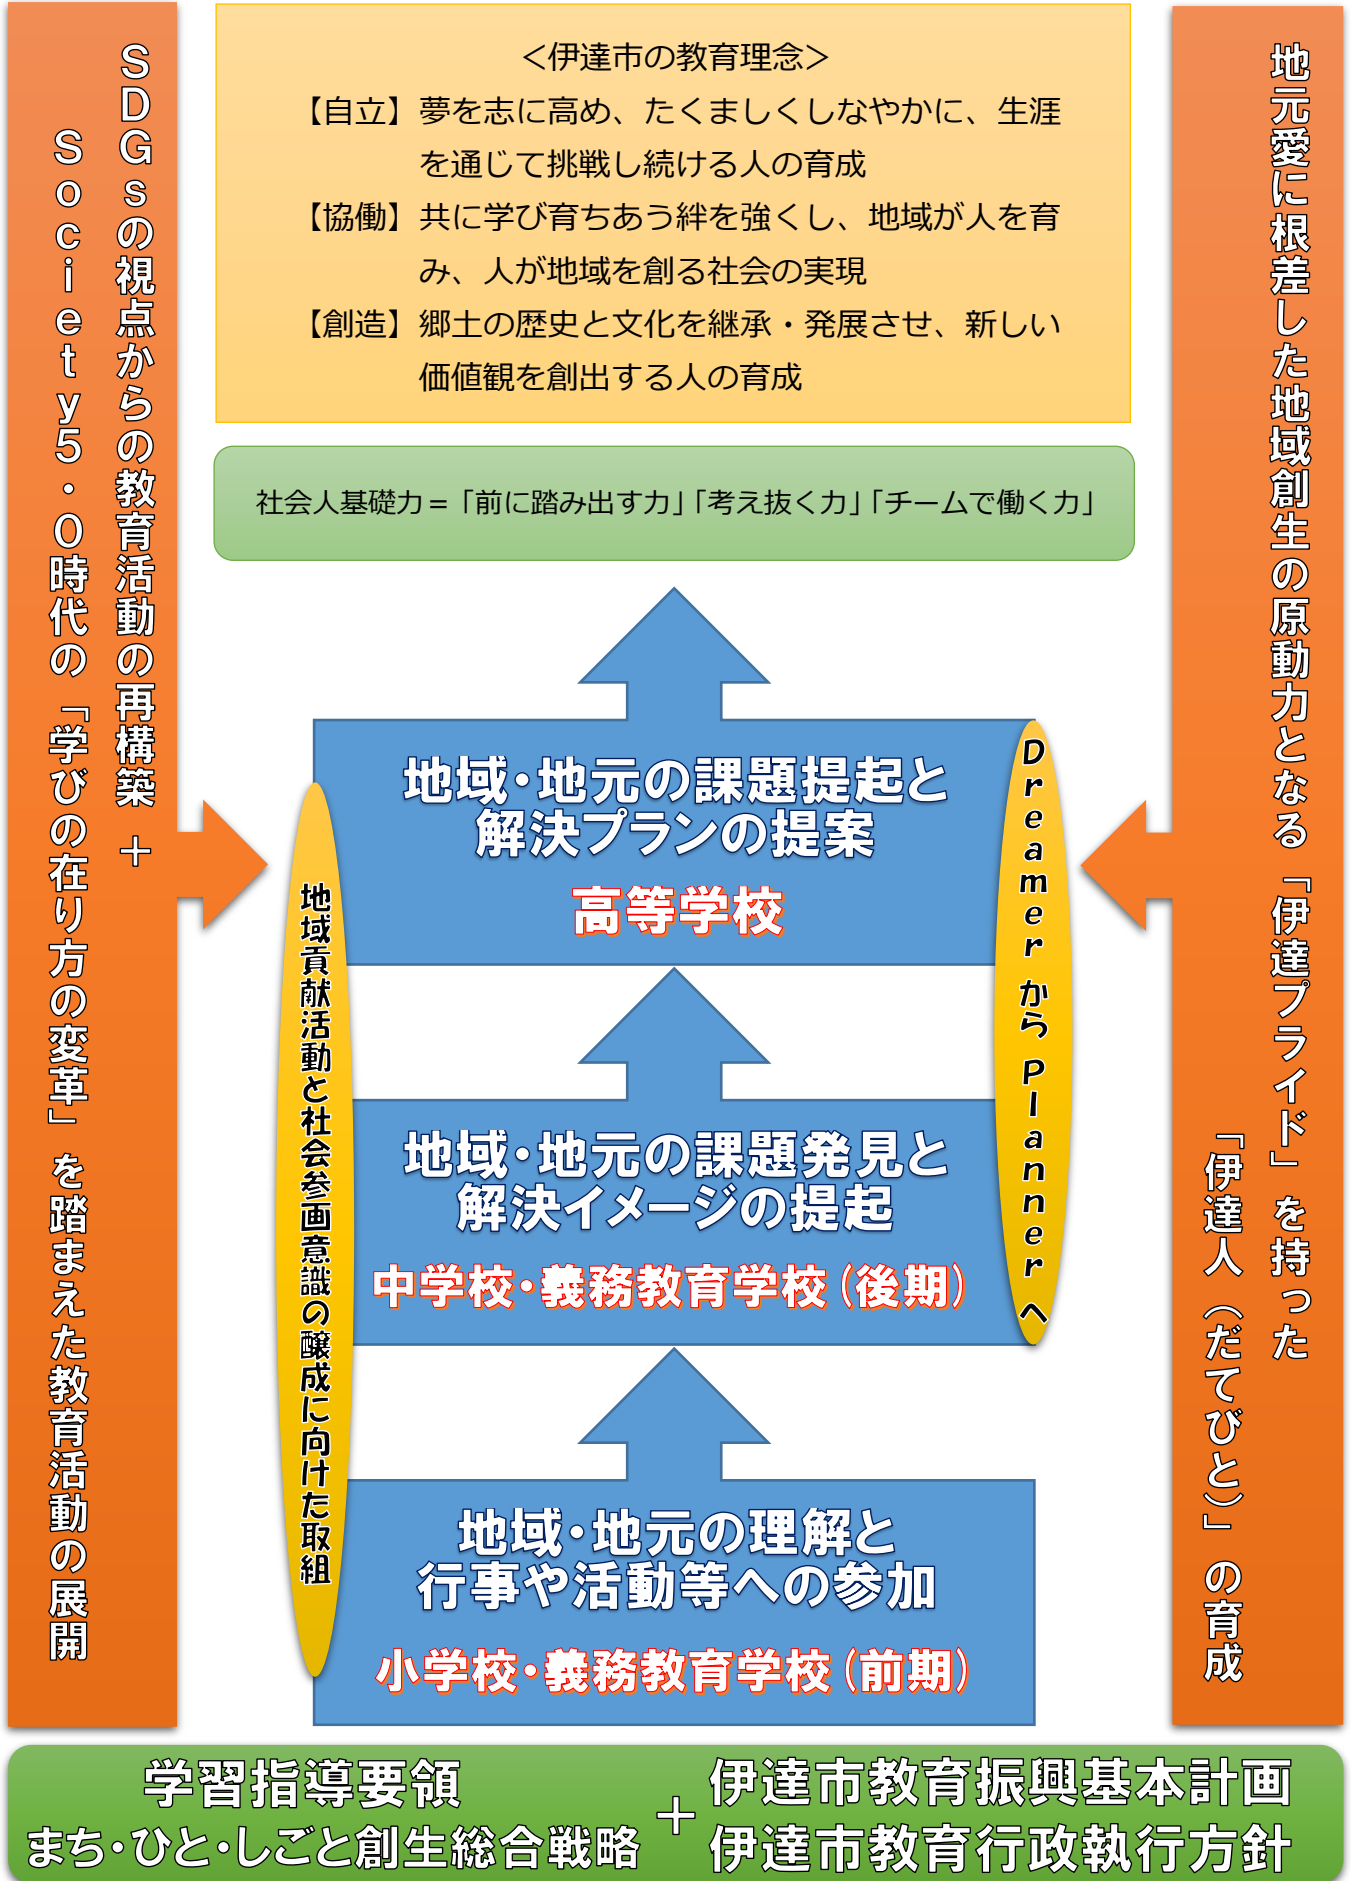 ＜伊達市の教育理念＞
【自立】夢を志に高め、たくましくしなやかに、生涯
を通じて挑戦し続ける人の育成
【協働】共に学び育ちあう絆を強くし、地域が人を育
み、人が地域を創る社会の実現
【創造】郷土の歴史と文化を継承・発展させ、新しい
価値観を創出する人の育成
社会人基礎力＝「前に踏み出す力」「考え抜く力」「チームで働く力」
ＳＤＧｓの視点からの教育活動の再構築　＋
Ｓｏｃｉｅｔｙ５・０時代の「学びの在り方の変革」を踏まえた教育活動の展開
地元愛に根差した地域創生の原動力となる「伊達プライド」を持った
「伊達人（だてびと）」の育成
地域・地元の課題提起と
解決プランの提案
高等学校
Dreamer から Planner へ
地域貢献活動と社会参画意識の醸成に向けた取組
地域・地元の課題発見と
解決イメージの提起
中学校・義務教育学校（後期）
地域・地元の理解と
行事や活動等への参加
小学校・義務教育学校（前期）
学習指導要領
まち・ひと・しごと創生総合戦略
＋
伊達市教育振興基本計画
伊達市教育行政執行方針